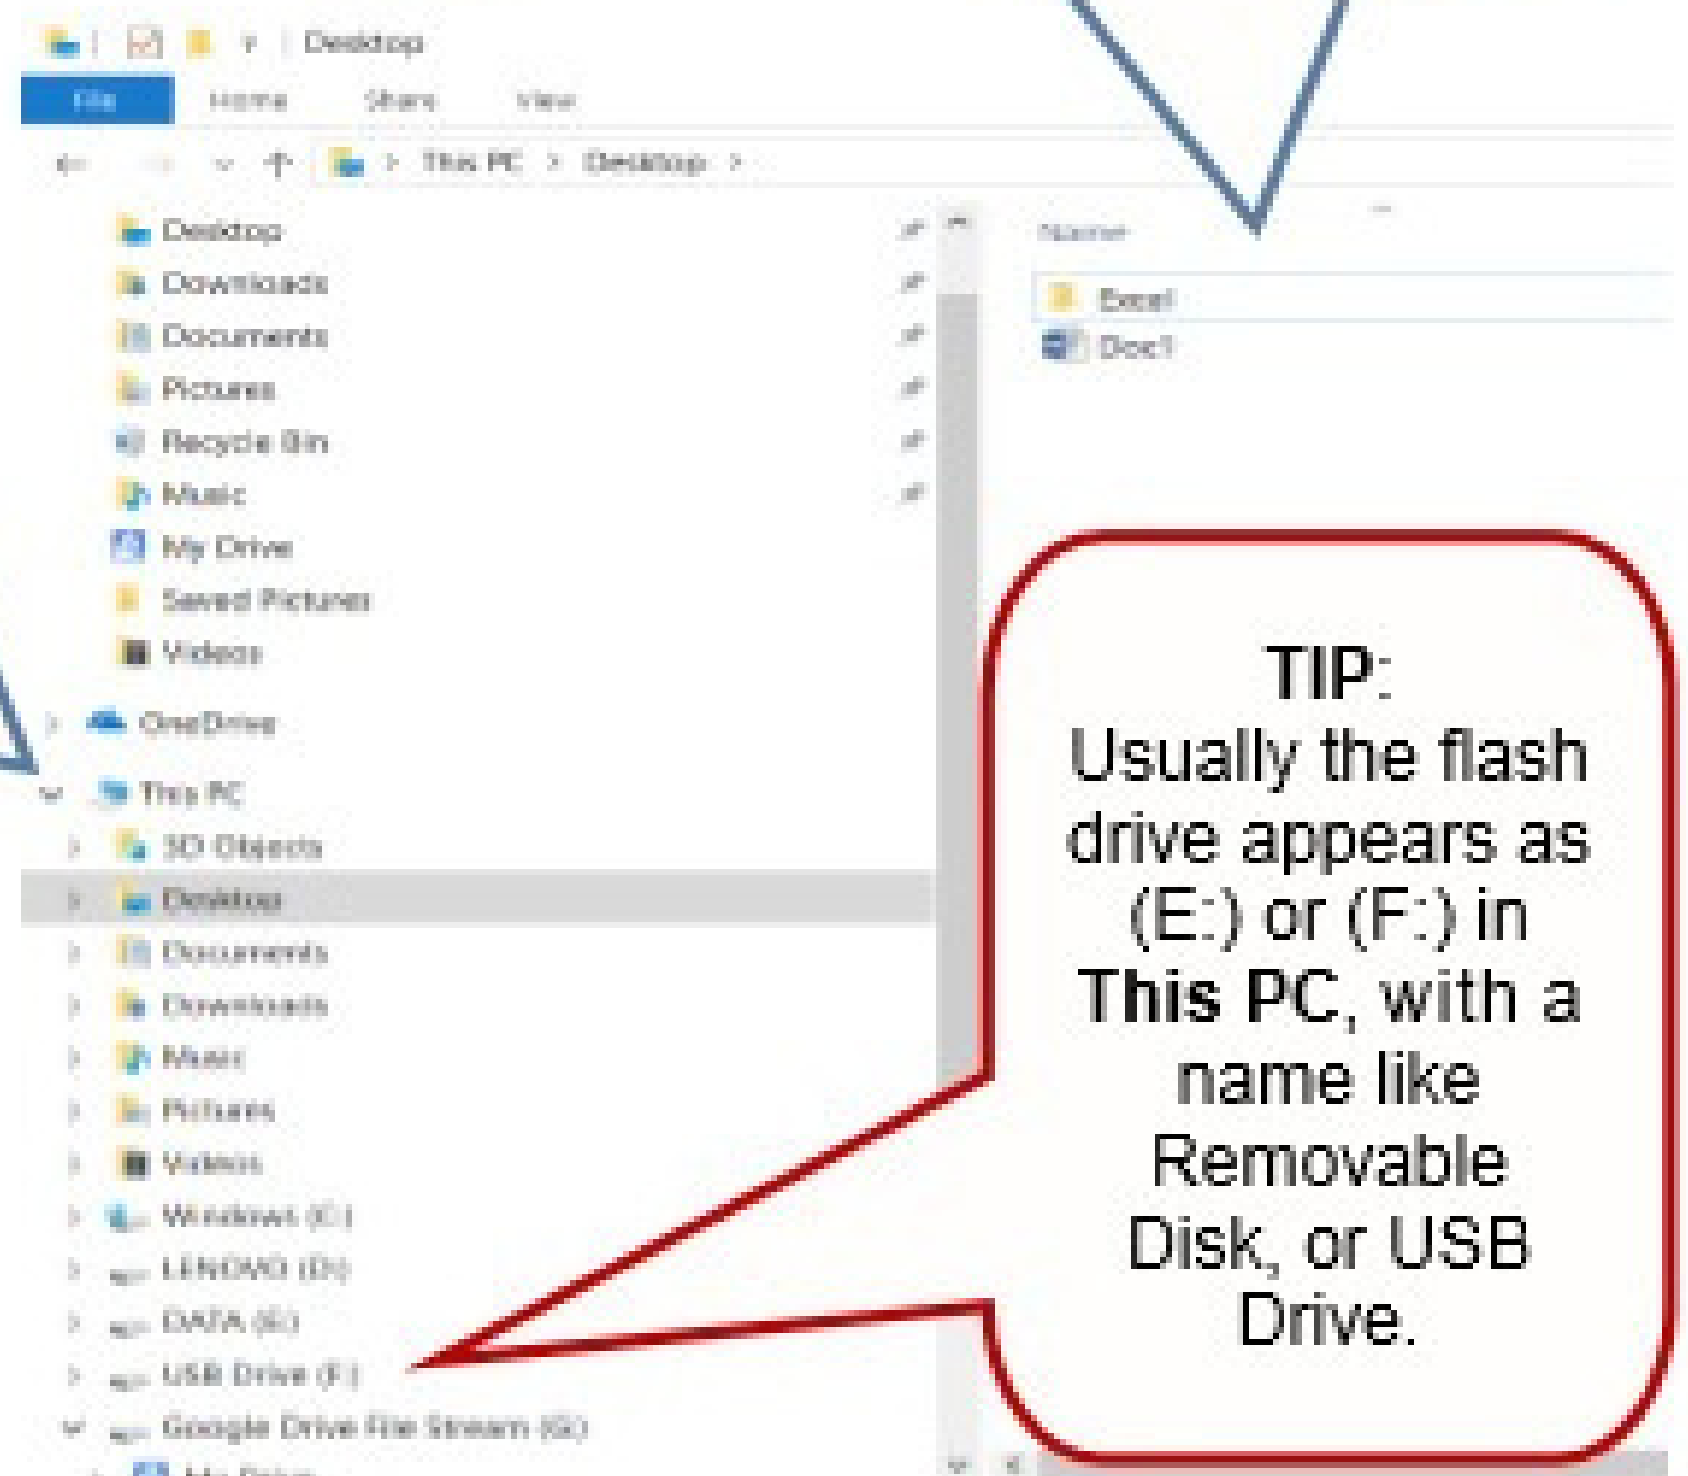 Desktop
File Home Share View
This PC > Desktop >
Desktop
Downloads
Documents
Pictures
Recycle Bin
Music
My Drive
Saved Pictures
Videos
OneDrive
This PC
3D Objects
Desktop
Documents
Downloads
Music
Pictures
Videos
Windows (C:)
LENOVO (D:)
DATA (E:)
USB Drive (F:)
Google Drive File Stream (G:)
My Drive
Name
Excel
Doc1
TIP:
Usually the flash
drive appears as
(E:) or (F:) in
This PC, with a
name like
Removable
Disk, or USB
Drive.